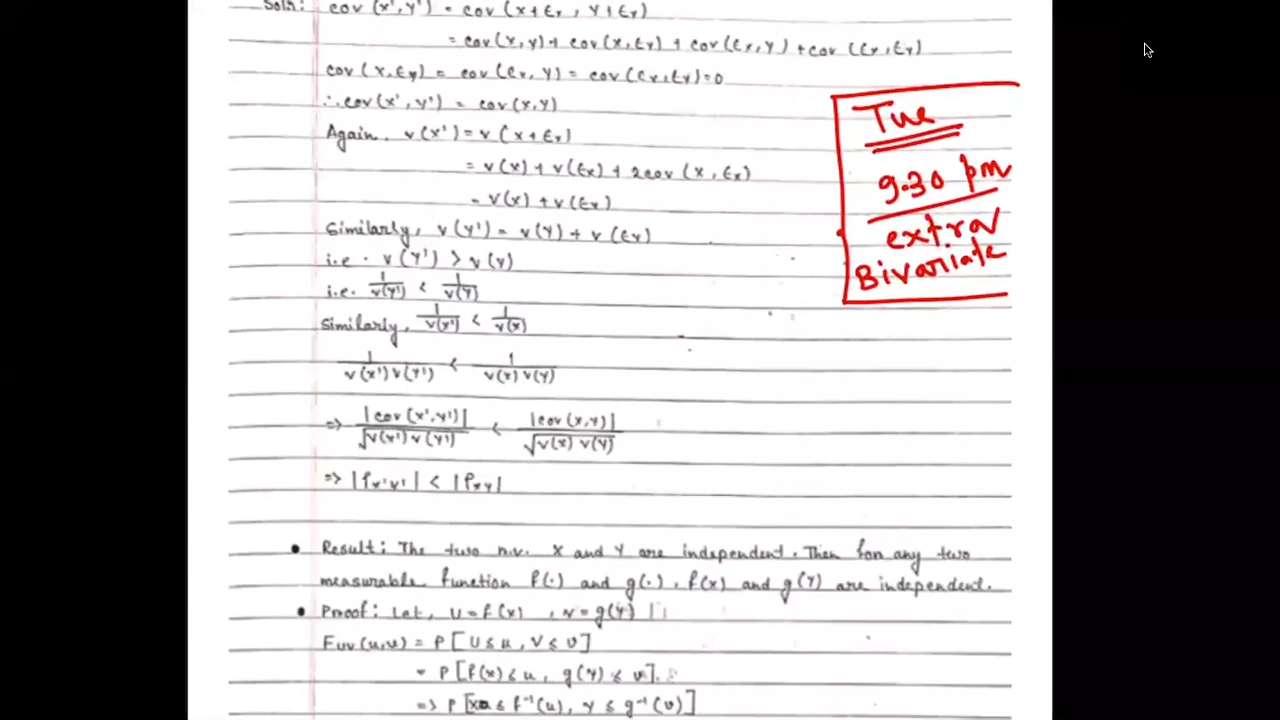 Soln: cov (x',y') = cov (x+ϵx, Y+ϵy)
= cov(x,y)+ cov(x,ϵy) + cov(ϵx,y) + cov (ϵx,ϵy)
cov (x,ϵy) = cov(ϵx, y) = cov(ϵx,ϵy)=0
∴ cov(x',y') = cov(x,y)
Again, v(x') = v (x+ϵx)
= v(x)+ v(ϵx) + 2cov (x,ϵx)
= v(x) + v(ϵx)
Similarly, v(y') = v(y) + v(ϵy)
i.e. v(y') > v(y)
i.e. 1/v(y') < 1/v(y)
Similarly, 1/v(x') < 1/v(x)
1/v(x')v(y') < 1/v(x)v(y)
=> |cov(x',y')|/√v(x')v(y') < |cov(x,y)|/√v(x)v(y)
=> |ρx'y'| < |ρxy|
• Result: The two r.v. X and Y are independent. Then for any two
measurable function f(.) and g(.), f(x) and g(y) are independent.
• Proof: Let, U=f(x), v=g(y)
Fuv(u,v) = P[U≤u, V≤v]
= P[f(x)≤u, g(y)≤v].
=> P[x≤f⁻¹(u), y≤g⁻¹(v)]
Tue
9.30 pm
extra
Bivariate